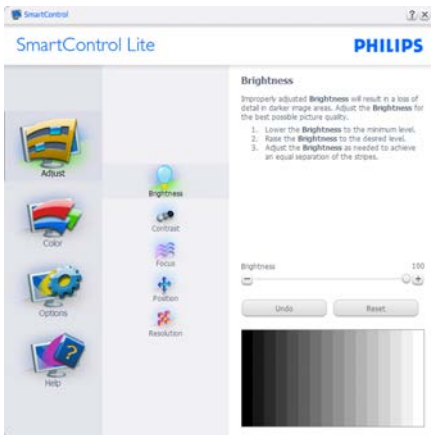 SmartControl
SmartControl Lite
PHILIPS
Adjust
Color
Options
Help
Brightness
Contrast
Focus
Position
Resolution
Brightness
Improperly adjusted Brightness will result in a loss of
detail in darker image areas. Adjust the Brightness for
the best possible picture quality.
1. Lower the Brightness to the minimum level.
2. Raise the Brightness to the desired level.
3. Adjust the Brightness as needed to achieve
an equal separation of the stripes.
Brightness 100
Undo Reset